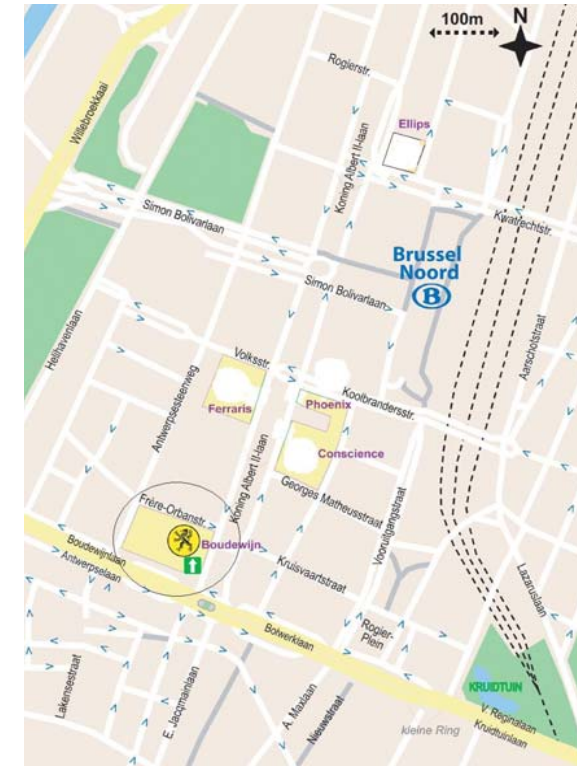 100m
N
Rogierstr.
Ellips
Willebroekkaai
Koning Albert II-laan
Simon Bolivarlaan
Kwatrechtstr.
Brussel
Noord
B
Simon Bolivarlaan
Helihavenlaan
Aarschotstraat
Volksstr.
Antwerpsesteenweg
Koolbrandersstr.
Ferraris
Phoenix
Koning Albert II-laan
Conscience
Georges Matheusstraat
Vooruitgangstraat
Frère-Orbanstr.
Boudewijn
Boudewijnlaan
Antwerpselaan
Kruisvaartstraat
Lazaruslaan
Bolwerklaan
Rogier-
Plein
Lakensestraat
E. Jacqmainlaan
A. Maxlaan
Nieuwstraat
KRUIDTUIN
V. Reginalaan
Kruidtuinlaan
kleine Ring